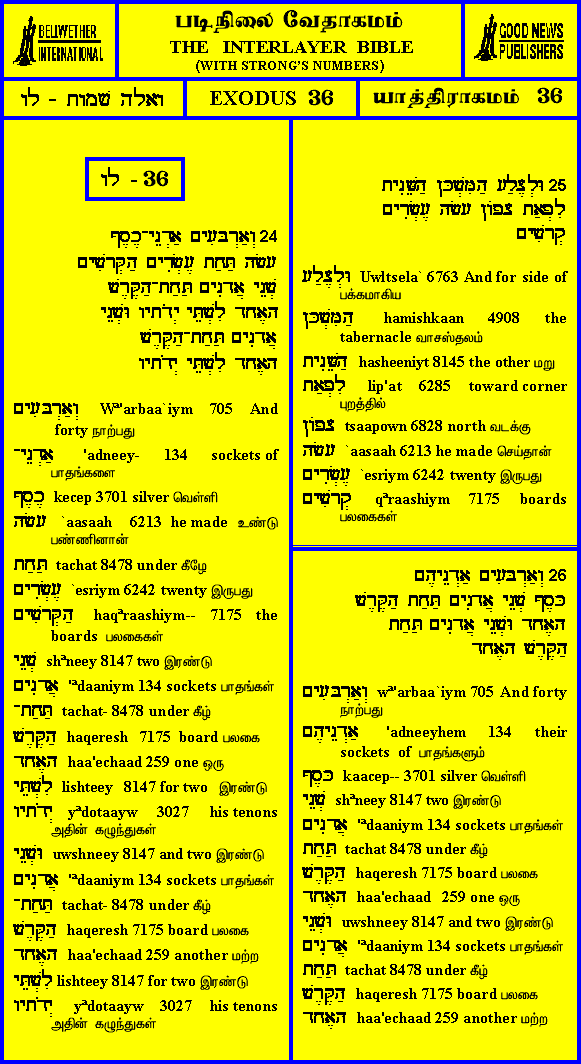 BELLWETHER
INTERNATIONAL
படிநிலை வேதாகமம்
THE INTERLAYER BIBLE
(WITH STRONG'S NUMBERS)
GOOD NEWS
PUBLISHERS
ואלה שמות - לו
EXODUS 36
யாத்திராகமம் 36
36 - לו
24 וְאַרְבָּעִים אַדְנֵי־כֶסֶף
עָשָׂה תַּחַת עֶשְׂרִים הַקְּרָשִׁים
שְׁנֵי אֲדָנִים תַּחַת־הַקֶּרֶשׁ
הָאֶחָד לִשְׁתֵּי יְדֹתָיו וּשְׁנֵי
אֲדָנִים תַּחַת־הַקֶּרֶשׁ
הָאֶחָד לִשְׁתֵּי יְדֹתָיו
וְאַרְבָּעִים Wª'arbaa`iym 705 And
forty நாற்பது
אַדְנֵי־ 'adneey- 134 sockets of
பாதங்களை
כֶסֶף kecep 3701 silver வெள்ளி
עָשָׂה `aasaah 6213 he made உண்டு
பண்ணினான்
תַּחַת tachat 8478 under கீழே
עֶשְׂרִים `esriym 6242 twenty இருபது
הַקְּרָשִׁים haqªraashiym-- 7175 the
boards பலகைகள்
שְׁנֵי shªneey 8147 two இரண்டு
אֲדָנִים 'ªdaaniym 134 sockets பாதங்கள்
תַּחַת־ tachat- 8478 under கீழ்
הַקֶּרֶשׁ haqeresh 7175 board பலகை
הָאֶחָד haa'echaad 259 one ஒரு
לִשְׁתֵּי lishteey 8147 for two இரண்டு
יְדֹתָיו yªdotaayw 3027 his tenons
அதின் கழுந்துகள்
וּשְׁנֵי uwshneey 8147 and two இரண்டு
אֲדָנִים 'ªdaaniym 134 sockets பாதங்கள்
תַּחַת־ tachat- 8478 under கீழ்
הַקֶּרֶשׁ haqeresh 7175 board பலகை
הָאֶחָד haa'echaad 259 another மற்ற
לִשְׁתֵּי lishteey 8147 for two இரண்டு
יְדֹתָיו yªdotaayw 3027 his tenons
அதின் கழுந்துகள்
25 וּלְצֶלַע הַמִּשְׁכָּן הַשֵּׁנִית
לִפְאַת צָפוֹן עָשָׂה עֶשְׂרִים
קְרָשִׁים
וּלְצֶלַע Uwltsela` 6763 And for side of
பக்கமாகிய
הַמִּשְׁכָּן hamishkaan 4908 the
tabernacle வாசஸ்தலம்
הַשֵּׁנִית hasheeniyt 8145 the other மறு
לִפְאַת lip'at 6285 toward corner
புறத்தில்
צָפוֹן tsaapown 6828 north வடக்கு
עָשָׂה `aasaah 6213 he made செய்தான்
עֶשְׂרִים `esriym 6242 twenty இருபது
קְרָשִׁים qªraashiym 7175 boards
பலகைகள்
26 וְאַרְבָּעִים אַדְנֵיהֶם
כָּסֶף שְׁנֵי אֲדָנִים תַּחַת הַקֶּרֶשׁ
הָאֶחָד וּשְׁנֵי אֲדָנִים תַּחַת
הַקֶּרֶשׁ הָאֶחָד
וְאַרְבָּעִים wª'arbaa`iym 705 And forty
நாற்பது
אַדְנֵיהֶם 'adneeyhem 134 their
sockets of பாதங்களும்
כָּסֶף kaacep-- 3701 silver வெள்ளி
שְׁנֵי shªneey 8147 two இரண்டு
אֲדָנִים 'ªdaaniym 134 sockets பாதங்கள்
תַּחַת tachat 8478 under கீழ்
הַקֶּרֶשׁ haqeresh 7175 board பலகை
הָאֶחָד haa'echaad 259 one ஒரு
וּשְׁנֵי uwshneey 8147 and two இரண்டு
אֲדָנִים 'ªdaaniym 134 sockets பாதங்கள்
תַּחַת tachat 8478 under கீழ்
הַקֶּרֶשׁ haqeresh 7175 board பலகை
הָאֶחָד haa'echaad 259 another மற்ற